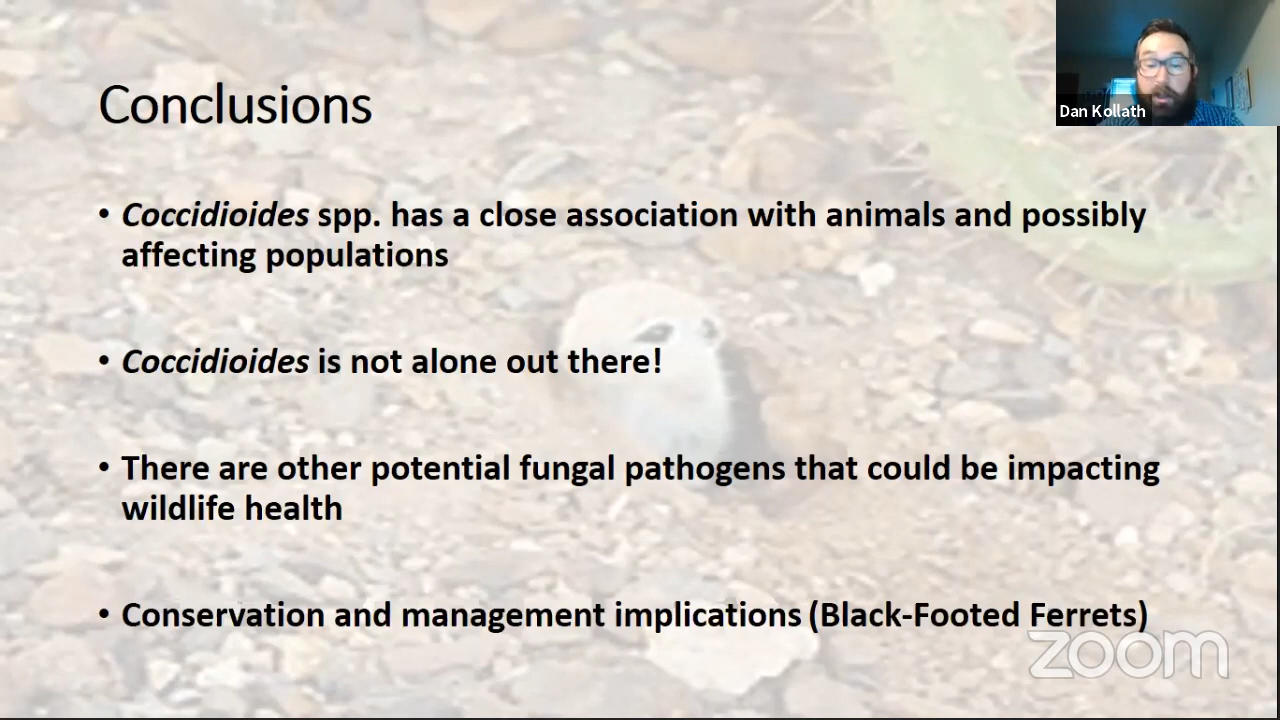 Dan Kollath
Conclusions
• Coccidioides spp. has a close association with animals and possibly
affecting populations
• Coccidioides is not alone out there!
• There are other potential fungal pathogens that could be impacting
wildlife health
• Conservation and management implications (Black-Footed Ferrets)
zoom